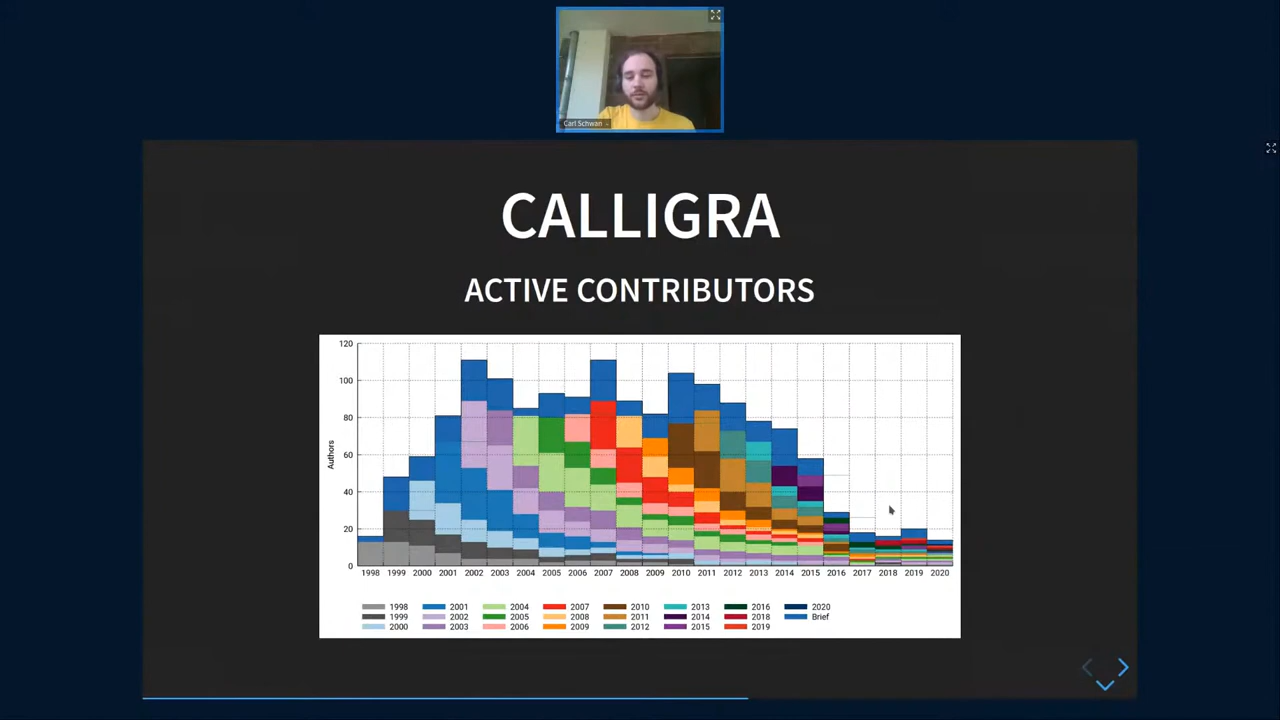 Carl Schwan
CALLIGRA
ACTIVE CONTRIBUTORS
120
100
80
60
40
20
0
Authors
1998 1999 2000 2001 2002 2003 2004 2005 2006 2007 2008 2009 2010 2011 2012 2013 2014 2015 2016 2017 2018 2019 2020
1998 2001 2004 2007 2010 2013 2016 2020
1999 2002 2005 2008 2011 2014 2018 Brief
2000 2003 2006 2009 2012 2015 2019